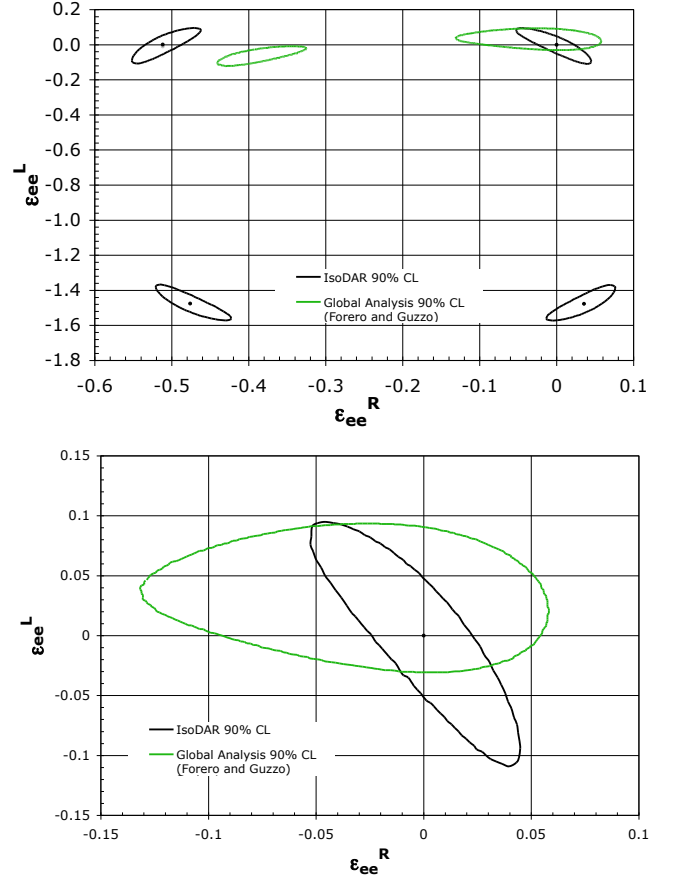 0.2
0.0
-0.2
-0.4
-0.6
-0.8
-1.0
-1.2
-1.4
-1.6
-1.8
εee L
IsoDAR 90% CL
Global Analysis 90% CL
(Forero and Guzzo)
-0.6 -0.5 -0.4 -0.3 -0.2 -0.1 0 0.1
εee R
0.15
0.1
0.05
0
-0.05
-0.1
-0.15
εee L
IsoDAR 90% CL
Global Analysis 90% CL
(Forero and Guzzo)
-0.15 -0.1 -0.05 0 0.05 0.1
εee R